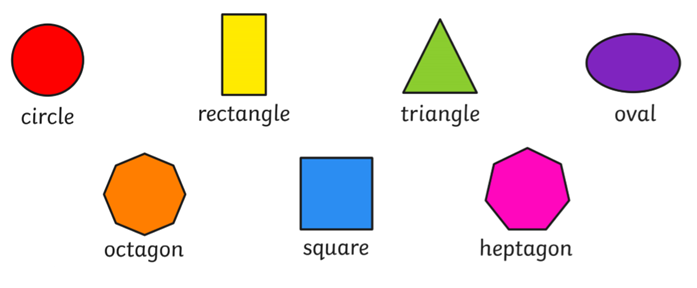 circle rectangle triangle oval
octagon square heptagon